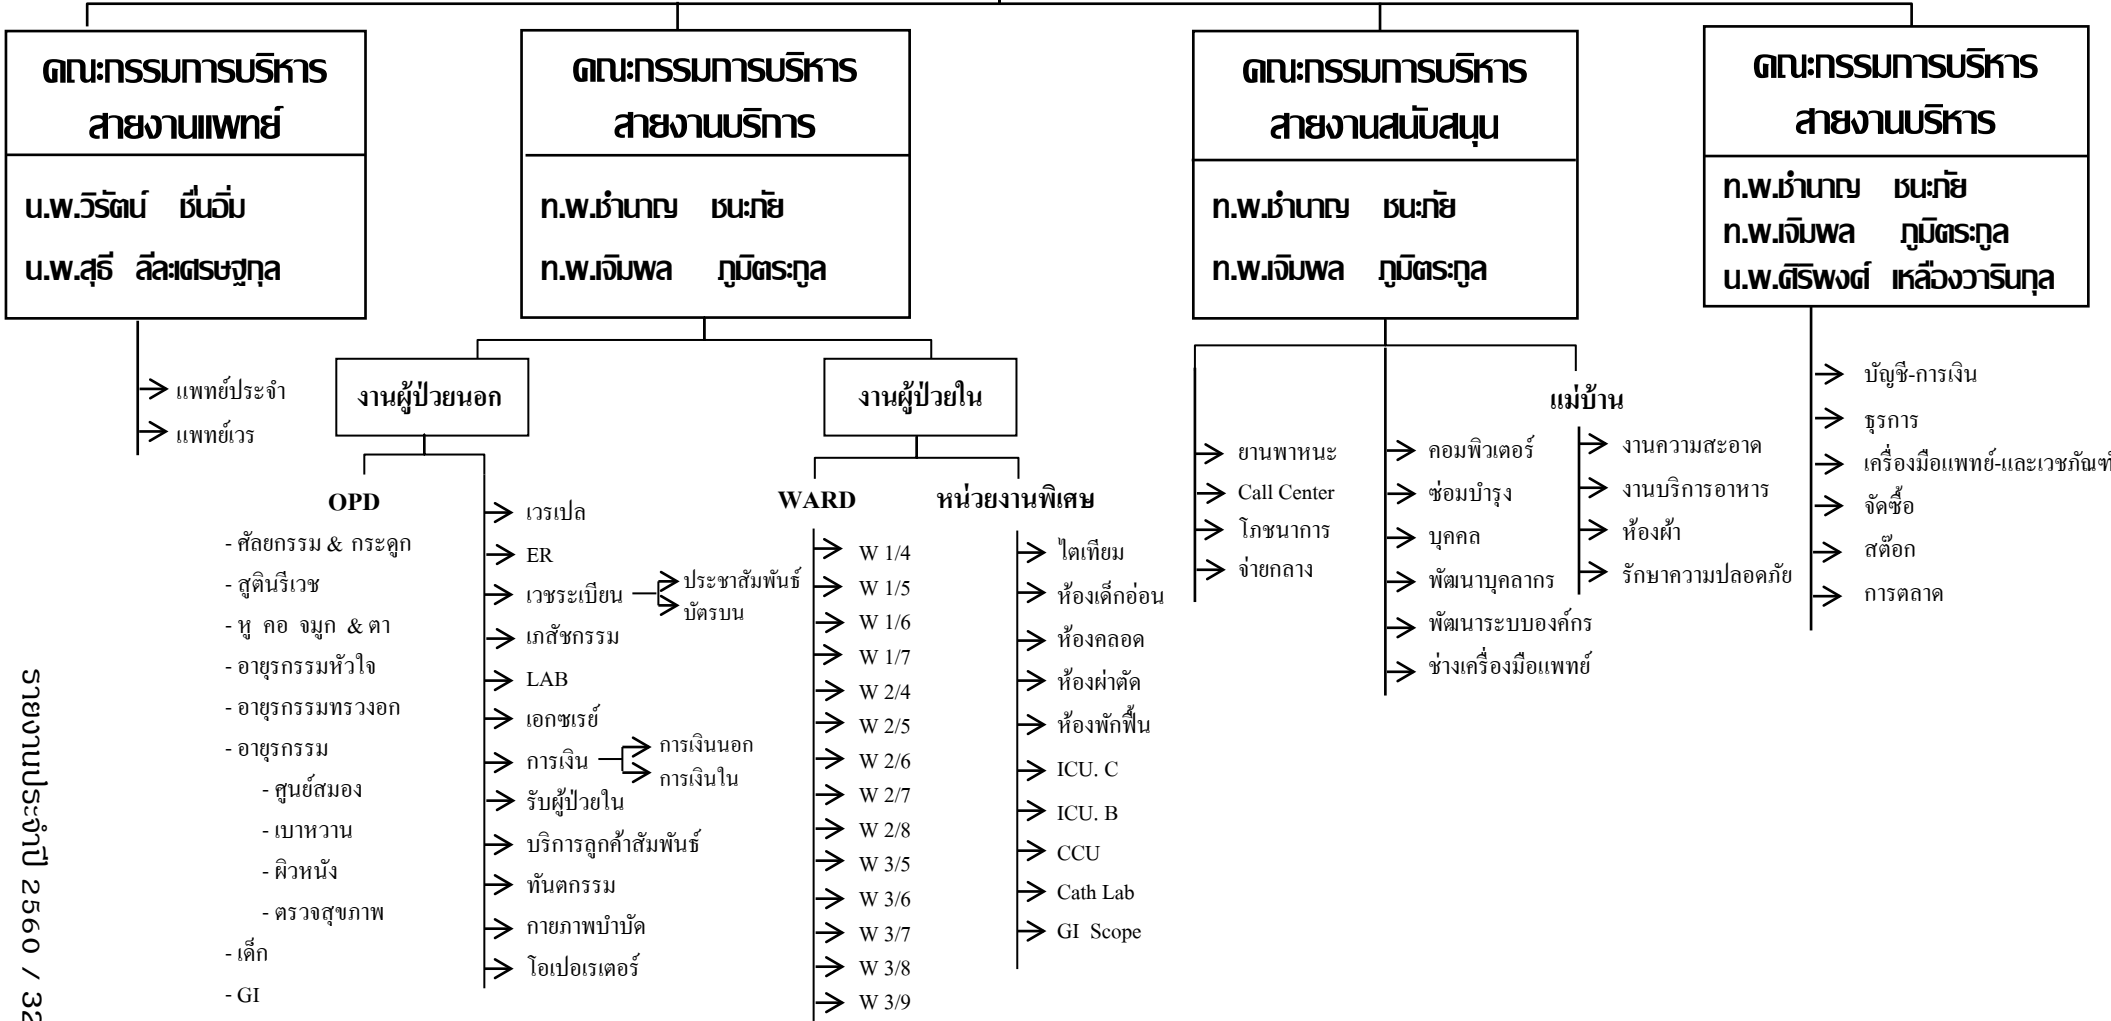 คณะกรรมการบริหาร
สายงานแพทย์
น.พ.วิรัตน์ ชื่นอิ่ม
น.พ.สุธี ลีละเศรษฐกุล
แพทย์ประจำ
แพทย์เวร
คณะกรรมการบริหาร
สายงานบริการ
ท.พ.ชำนาญ ชนะภัย
ท.พ.เจิมพล ภูมิตระกูล
งานผู้ป่วยนอก
OPD
- ศัลยกรรม & กระดูก
- สูตินรีเวช
- หู คอ จมูก & ตา
- อายุรกรรมหัวใจ
- อายุรกรรมทรวงอก
- อายุรกรรม
- ศูนย์สมอง
- เบาหวาน
- ผิวหนัง
- ตรวจสุขภาพ
- เด็ก
- GI
เวรเปล
ER
เวชระเบียน
ประชาสัมพันธ์
บัตรบน
เภสัชกรรม
LAB
เอกซเรย์
การเงิน
การเงินนอก
การเงินใน
รับผู้ป่วยใน
บริการลูกค้าสัมพันธ์
ทันตกรรม
กายภาพบำบัด
โอเปอเรเตอร์
งานผู้ป่วยใน
WARD
W 1/4
W 1/5
W 1/6
W 1/7
W 2/4
W 2/5
W 2/6
W 2/7
W 2/8
W 3/5
W 3/6
W 3/7
W 3/8
W 3/9
หน่วยงานพิเศษ
ไตเทียม
ห้องเด็กอ่อน
ห้องคลอด
ห้องผ่าตัด
ห้องพักฟื้น
ICU. C
ICU. B
CCU
Cath Lab
GI Scope
คณะกรรมการบริหาร
สายงานสนับสนุน
ท.พ.ชำนาญ ชนะภัย
ท.พ.เจิมพล ภูมิตระกูล
ยานพาหนะ
Call Center
โภชนาการ
จ่ายกลาง
คอมพิวเตอร์
ซ่อมบำรุง
บุคคล
พัฒนาบุคลากร
พัฒนาระบบองค์กร
ช่างเครื่องมือแพทย์
แม่บ้าน
งานความสะอาด
งานบริการอาหาร
ห้องผ้า
รักษาความปลอดภัย
คณะกรรมการบริหาร
สายงานบริหาร
ท.พ.ชำนาญ ชนะภัย
ท.พ.เจิมพล ภูมิตระกูล
น.พ.ศิริพงศ์ เหลืองวารินกุล
บัญชี-การเงิน
ธุรการ
เครื่องมือแพทย์-และเวชภัณฑ์
จัดซื้อ
สต๊อก
การตลาด
รายงานประจำปี 2560 / 32